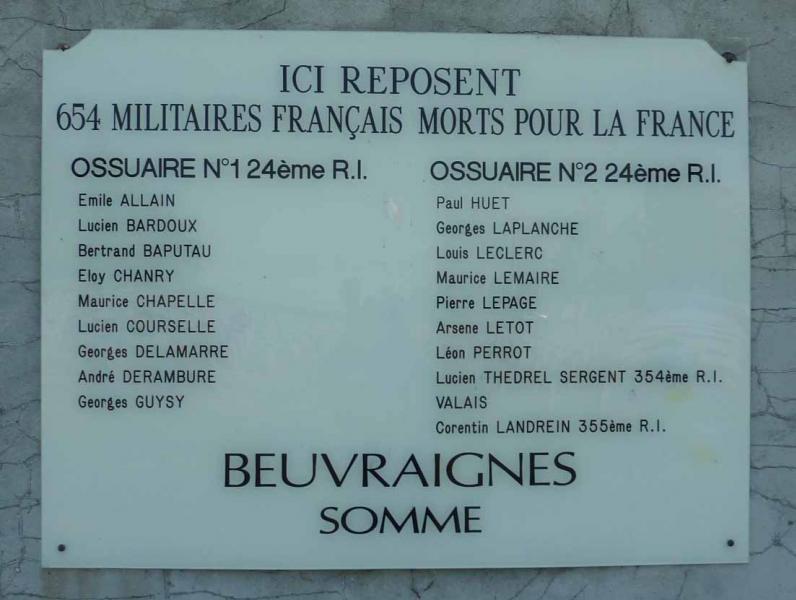 ICI REPOSENT
654 MILITAIRES FRANÇAIS MORTS POUR LA FRANCE
OSSUAIRE N°1 24ème R.I.
Emile ALLAIN
Lucien BARDOUX
Bertrand BAPUTAU
Eloy CHANRY
Maurice CHAPELLE
Lucien COURSELLE
Georges DELAMARRE
André DERAMBURE
Georges GUYSY
OSSUAIRE N°2 24ème R.I.
Paul HUET
Georges LAPLANCHE
Louis LECLERC
Maurice LEMAIRE
Pierre LEPAGE
Arsene LETOT
Léon PERROT
Lucien THEDREL SERGENT 354ème R.I.
VALAIS
Corentin LANDREIN 355ème R.I.
BEUVRAIGNES
SOMME